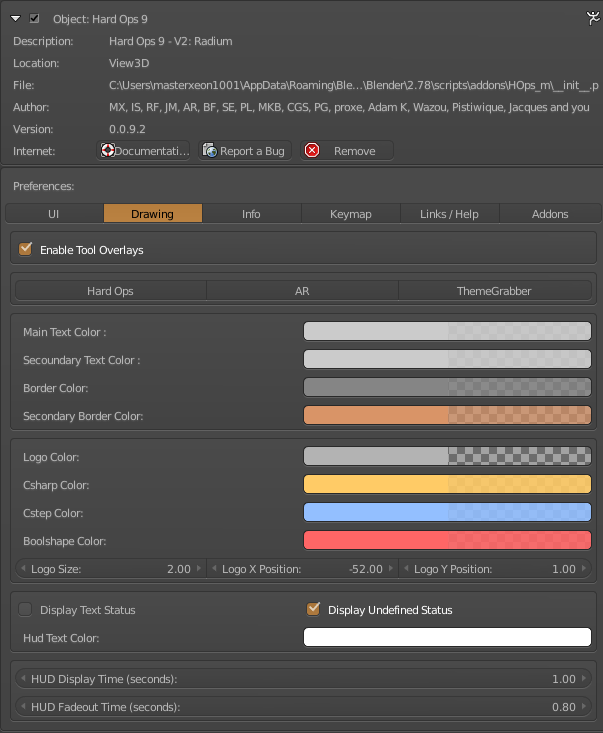 Object: Hard Ops 9
Description: Hard Ops 9 - V2: Radium
Location: View3D
File: C:\Users\masterxeon1001\AppData\Roaming\Ble...\Blender\2.78\scripts\addons\HOps_m\__init__.p
Author: MX, IS, RF, JM, AR, BF, SE, PL, MKB, CGS, PG, proxe, Adam K, Wazou, Pistiwique, Jacques and you
Version: 0.0.9.2
Internet: Documentati... Report a Bug Remove
Preferences:
UI Drawing Info Keymap Links / Help Addons
Enable Tool Overlays
Hard Ops AR ThemeGrabber
Main Text Color :
Secoundary Text Color :
Border Color:
Secondary Border Color:
Logo Color:
Csharp Color:
Cstep Color:
Boolshape Color:
Logo Size: 2.00 Logo X Position: -52.00 Logo Y Position: 1.00
Display Text Status Display Undefined Status
Hud Text Color:
HUD Display Time (seconds): 1.00
HUD Fadeout Time (seconds): 0.80